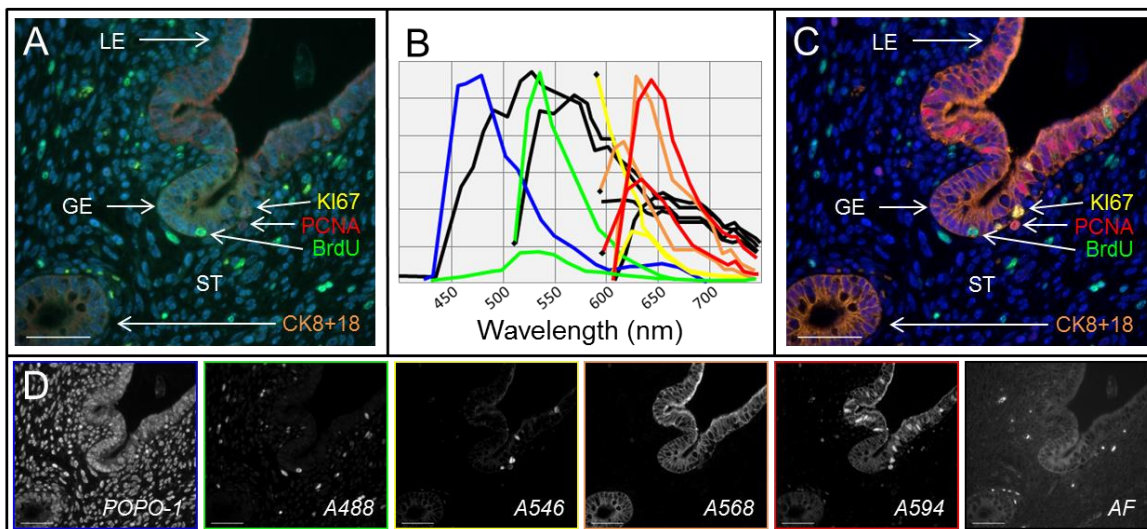 A
LE
GE
KI67
PCNA
BrdU
ST
CK8+18
B
450
500
550
600
650
700
Wavelength (nm)
C
LE
GE
KI67
PCNA
BrdU
ST
CK8+18
D
POPO-1
A488
A546
A568
A594
AF